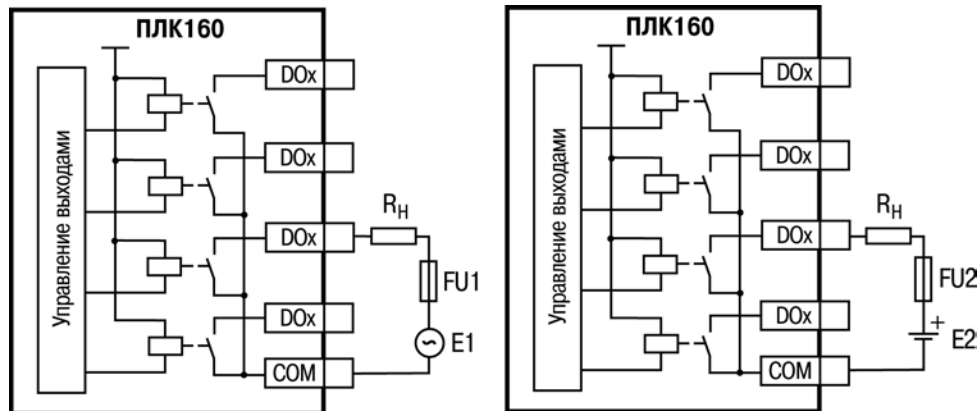 ПЛК160
Управление выходами
DOx
DOx
DOx
DOx
COM
RН
FU1
E1
ПЛК160
Управление выходами
DOx
DOx
DOx
DOx
COM
RН
FU2
+
E2